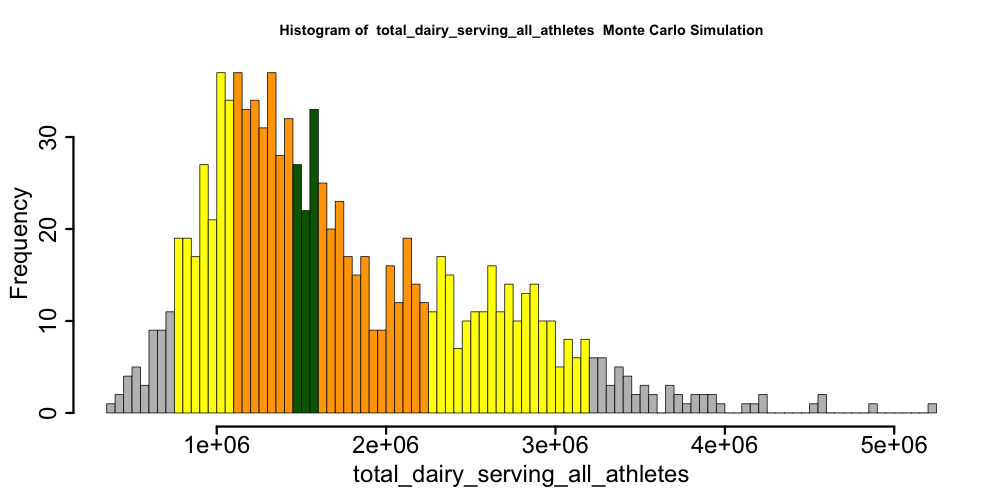 Histogram of  total_dairy_serving_all_athletes  Monte Carlo Simulation
Frequency
30
20
10
0
1e+06 2e+06 3e+06 4e+06 5e+06
total_dairy_serving_all_athletes